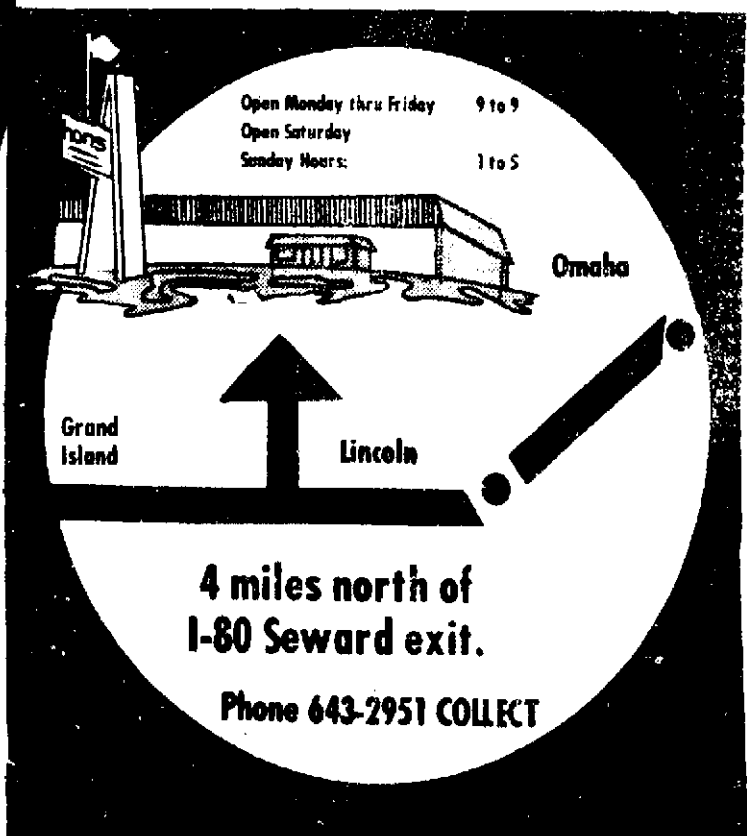 Open Monday thru Friday 9 to 9
Open Saturday
Sunday Hours: 1 to 5
hons
Omaha
Grand
Island
Lincoln
4 miles north of
I-80 Seward exit.
Phone 643-2951 COLLECT